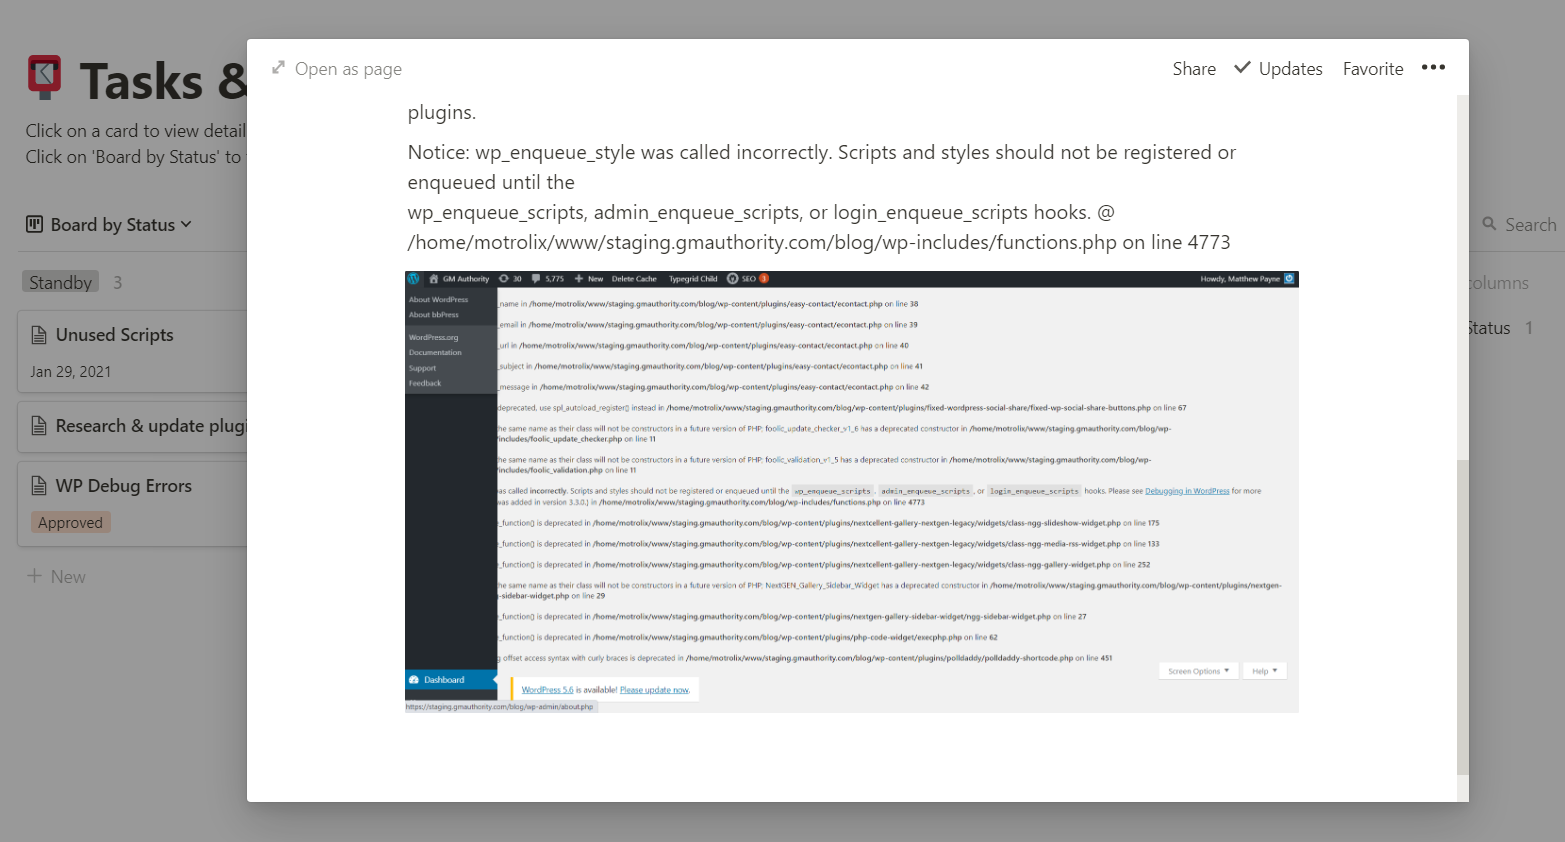 Tasks &
Click on a card to view detail
Click on 'Board by Status' to
Board by Status
Standby 3
Unused Scripts
Jan 29, 2021
Research & update plugi
WP Debug Errors
Approved
New
Open as page
Share Updates Favorite •••
plugins.
Notice: wp_enqueue_style was called incorrectly. Scripts and styles should not be registered or
enqueued until the
wp_enqueue_scripts, admin_enqueue_scripts, or login_enqueue_scripts hooks. @
/home/motrolix/www/staging.gmauthority.com/blog/wp-includes/functions.php on line 4773
GM Authority 30 5,775 + New Delete Cache Typegrid Child SEO 3 Howdy, Matthew Payne
About WordPress
About bbPress
WordPress.org
Documentation
Support
Feedback
_name in /home/motrolix/www/staging.gmauthority.com/blog/wp-content/plugins/easy-contact/econtact.php on line 38
_email in /home/motrolix/www/staging.gmauthority.com/blog/wp-content/plugins/easy-contact/econtact.php on line 39
_url in /home/motrolix/www/staging.gmauthority.com/blog/wp-content/plugins/easy-contact/econtact.php on line 40
_subject in /home/motrolix/www/staging.gmauthority.com/blog/wp-content/plugins/easy-contact/econtact.php on line 41
_message in /home/motrolix/www/staging.gmauthority.com/blog/wp-content/plugins/easy-contact/econtact.php on line 42
deprecated, use spl_autoload_register() instead in /home/motrolix/www/staging.gmauthority.com/blog/wp-content/plugins/fixed-wordpress-social-share/fixed-wp-social-share-buttons.php on line 67
he same name as their class will not be constructors in a future version of PHP; foolic_update_checker_v1_6 has a deprecated constructor in /home/motrolix/www/staging.gmauthority.com/blog/wp-
/includes/foolic_update_checker.php on line 11
he same name as their class will not be constructors in a future version of PHP; foolic_validation_v1_5 has a deprecated constructor in /home/motrolix/www/staging.gmauthority.com/blog/wp-
/includes/foolic_validation.php on line 11
as called incorrectly. Scripts and styles should not be registered or enqueued until the wp_enqueue_scripts, admin_enqueue_scripts, or login_enqueue_scripts hooks. Please see Debugging in WordPress for more
was added in version 3.3.0.) in /home/motrolix/www/staging.gmauthority.com/blog/wp-includes/functions.php on line 4773
_function() is deprecated in /home/motrolix/www/staging.gmauthority.com/blog/wp-content/plugins/nextcellent-gallery-nextgen-legacy/widgets/class-ngg-slideshow-widget.php on line 175
_function() is deprecated in /home/motrolix/www/staging.gmauthority.com/blog/wp-content/plugins/nextcellent-gallery-nextgen-legacy/widgets/class-ngg-media-rss-widget.php on line 133
_function() is deprecated in /home/motrolix/www/staging.gmauthority.com/blog/wp-content/plugins/nextcellent-gallery-nextgen-legacy/widgets/class-ngg-gallery-widget.php on line 252
he same name as their class will not be constructors in a future version of PHP; NextGEN_Gallery_Sidebar_Widget has a deprecated constructor in /home/motrolix/www/staging.gmauthority.com/blog/wp-content/plugins/nextgen-
-sidebar-widget.php on line 29
_function() is deprecated in /home/motrolix/www/staging.gmauthority.com/blog/wp-content/plugins/nextgen-gallery-sidebar-widget/ngg-sidebar-widget.php on line 27
_function() is deprecated in /home/motrolix/www/staging.gmauthority.com/blog/wp-content/plugins/php-code-widget/execphp.php on line 62
g offset access syntax with curly braces is deprecated in /home/motrolix/www/staging.gmauthority.com/blog/wp-content/plugins/polldaddy/polldaddy-shortcode.php on line 451
Screen Options Help
Dashboard
WordPress 5.6 is available! Please update now.
https://staging.gmauthority.com/blog/wp-admin/about.php
Search
columns
Status 1